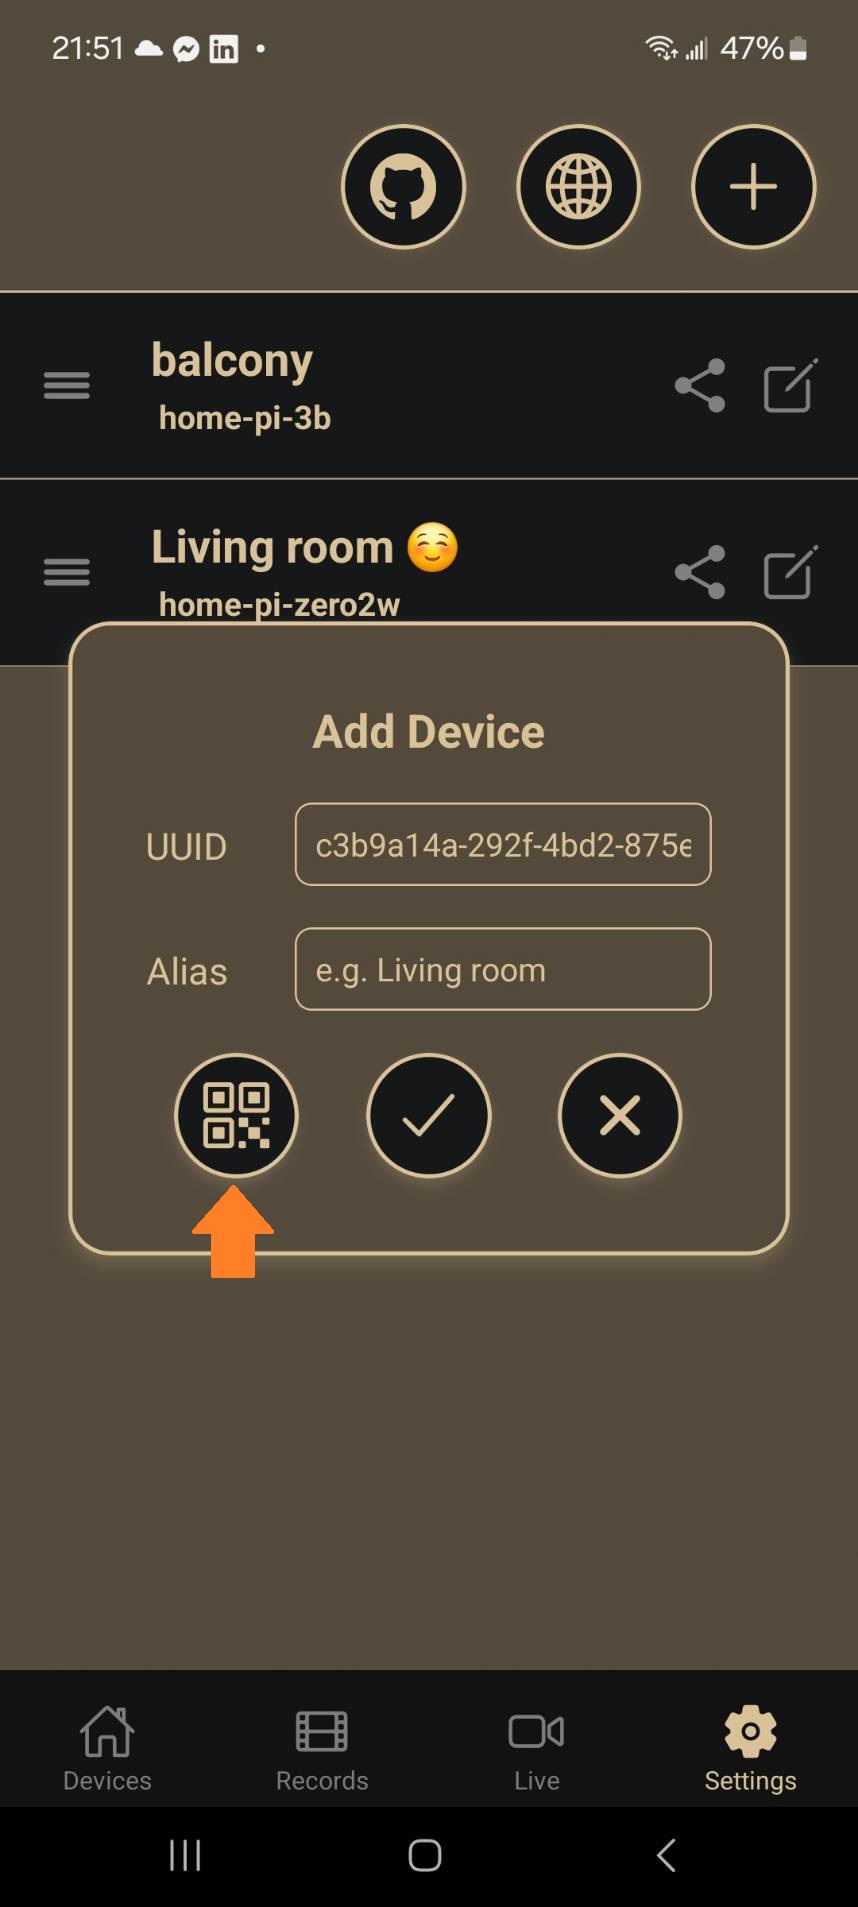 21:51
47%
balcony
home-pi-3b
Living room ☺️
home-pi-zero2w
Add Device
UUID c3b9a14a-292f-4bd2-875e
Alias e.g. Living room
Devices Records Live Settings